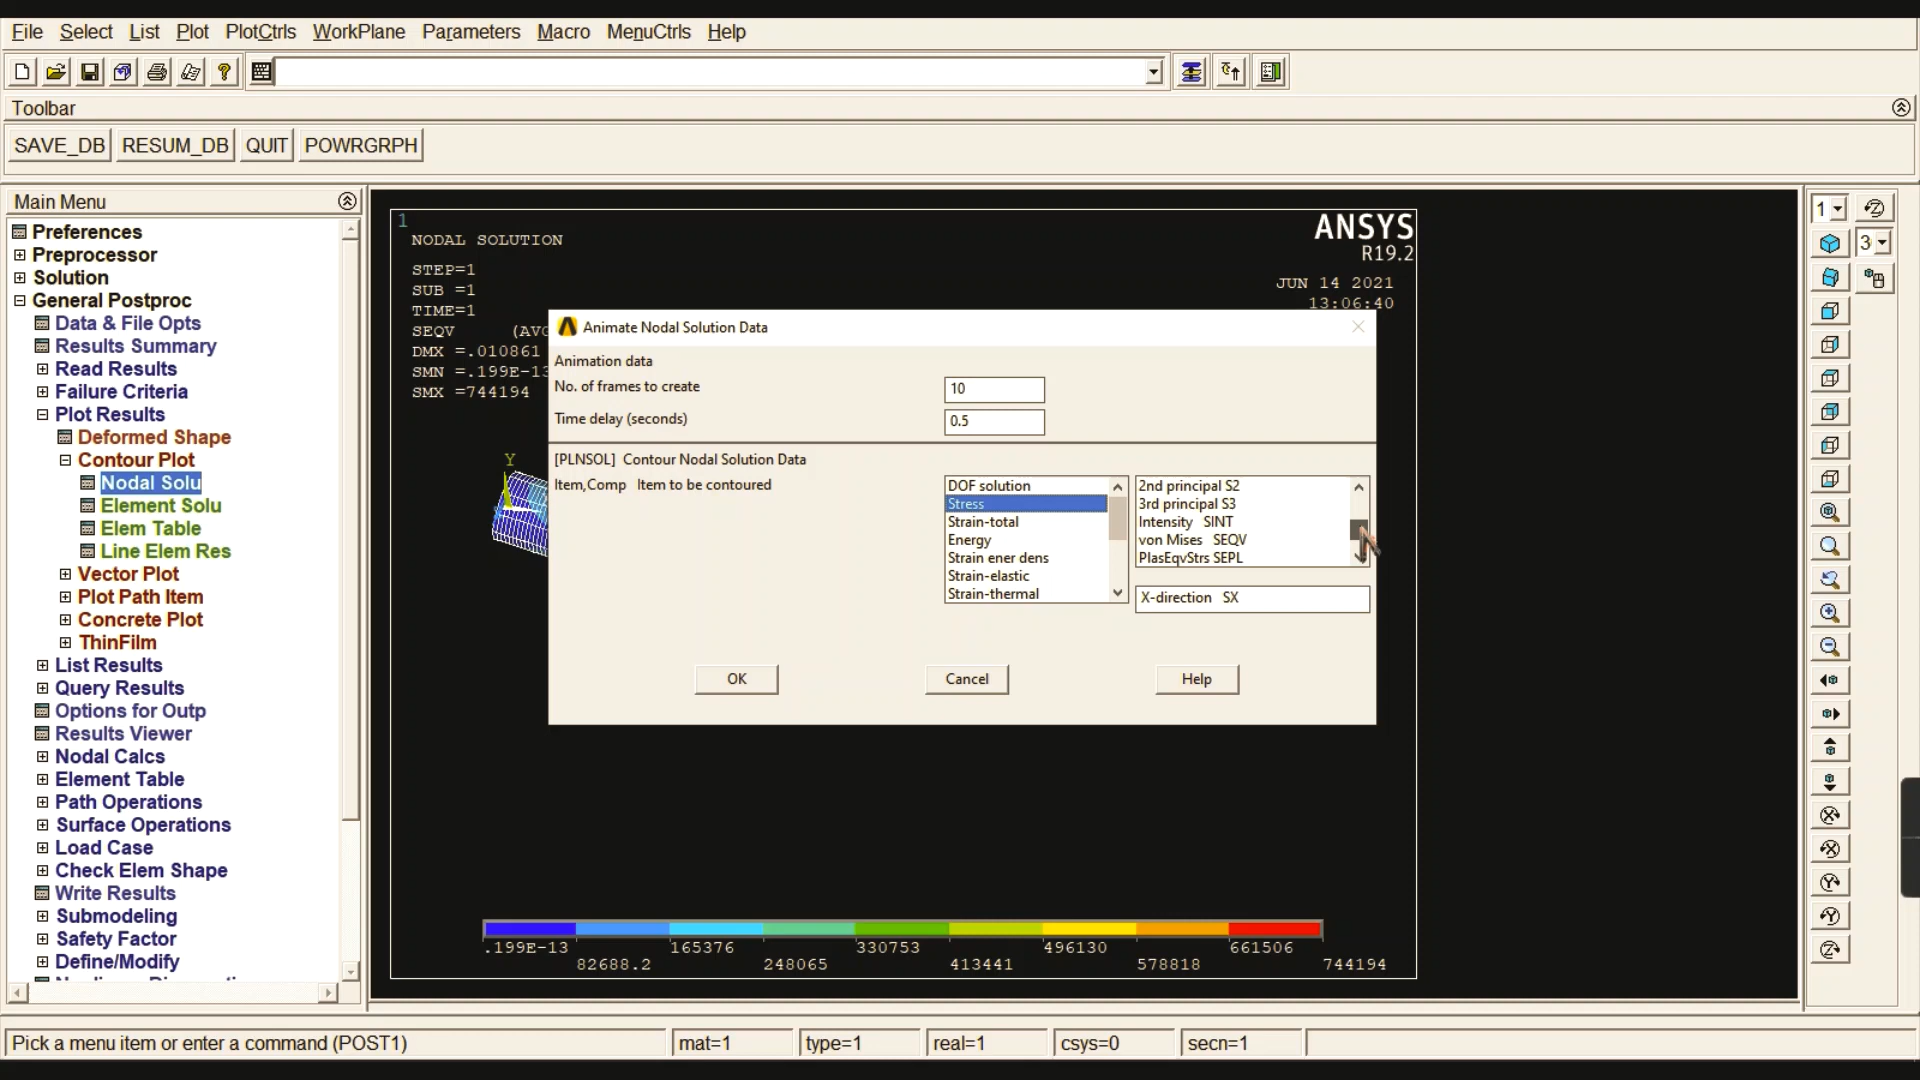 File Select List Plot PlotCtrls WorkPlane Parameters Macro MenuCtrls Help
Toolbar
SAVE_DB RESUM_DB QUIT POWRGRPH
Main Menu
Preferences
Preprocessor
Solution
General Postproc
Data & File Opts
Results Summary
Read Results
Failure Criteria
Plot Results
Deformed Shape
Contour Plot
Nodal Solu
Element Solu
Elem Table
Line Elem Res
Vector Plot
Plot Path Item
Concrete Plot
ThinFilm
List Results
Query Results
Options for Outp
Results Viewer
Nodal Calcs
Element Table
Path Operations
Surface Operations
Load Case
Check Elem Shape
Write Results
Submodeling
Safety Factor
Define/Modify
1
NODAL SOLUTION
STEP=1
SUB =1
TIME=1
SEQV (AVG
DMX =.010861
SMN =.199E-13
SMX =744194
ANSYS
R19.2
JUN 14 2021
13:06:40
Y
Animate Nodal Solution Data
Animation data
No. of frames to create 10
Time delay (seconds) 0.5
[PLNSOL] Contour Nodal Solution Data
Item,Comp Item to be contoured
DOF solution
Stress
Strain-total
Energy
Strain ener dens
Strain-elastic
Strain-thermal
2nd principal S2
3rd principal S3
Intensity SINT
von Mises SEQV
PlasEqvStrs SEPL
X-direction SX
OK Cancel Help
.199E-13 165376 330753 496130 661506
82688.2 248065 413441 578818 744194
1
3
Pick a menu item or enter a command (POST1) mat=1 type=1 real=1 csys=0 secn=1